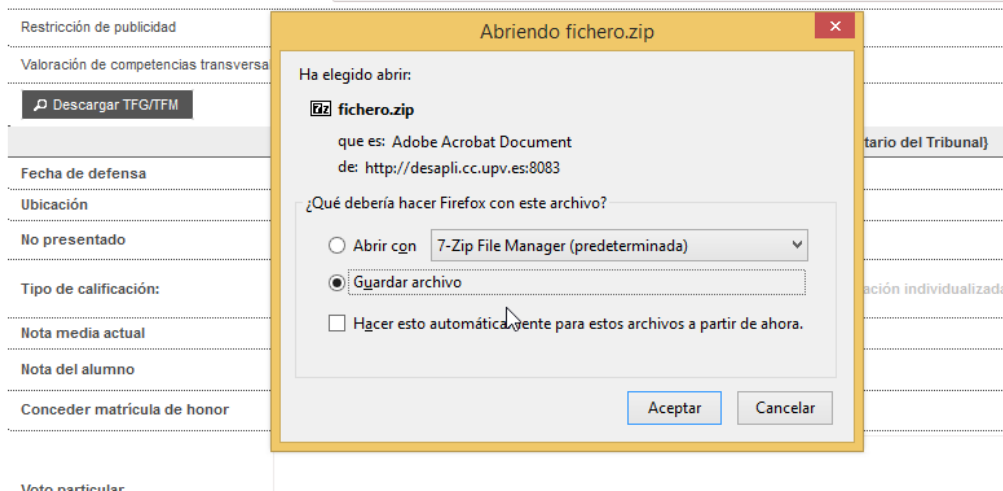 Restricción de publicidad
Valoración de competencias transversa
Descargar TFG/TFM
tario del Tribunal}
Fecha de defensa
Ubicación
No presentado
Tipo de calificación:
ación individualizada
Nota media actual
Nota del alumno
Conceder matrícula de honor
Voto particular
Abriendo fichero.zip
Ha elegido abrir:
fichero.zip
que es: Adobe Acrobat Document
de: http://desapli.cc.upv.es:8083
¿Qué debería hacer Firefox con este archivo?
Abrir con 7-Zip File Manager (predeterminada)
Guardar archivo
Hacer esto automáticamente para estos archivos a partir de ahora.
Aceptar Cancelar